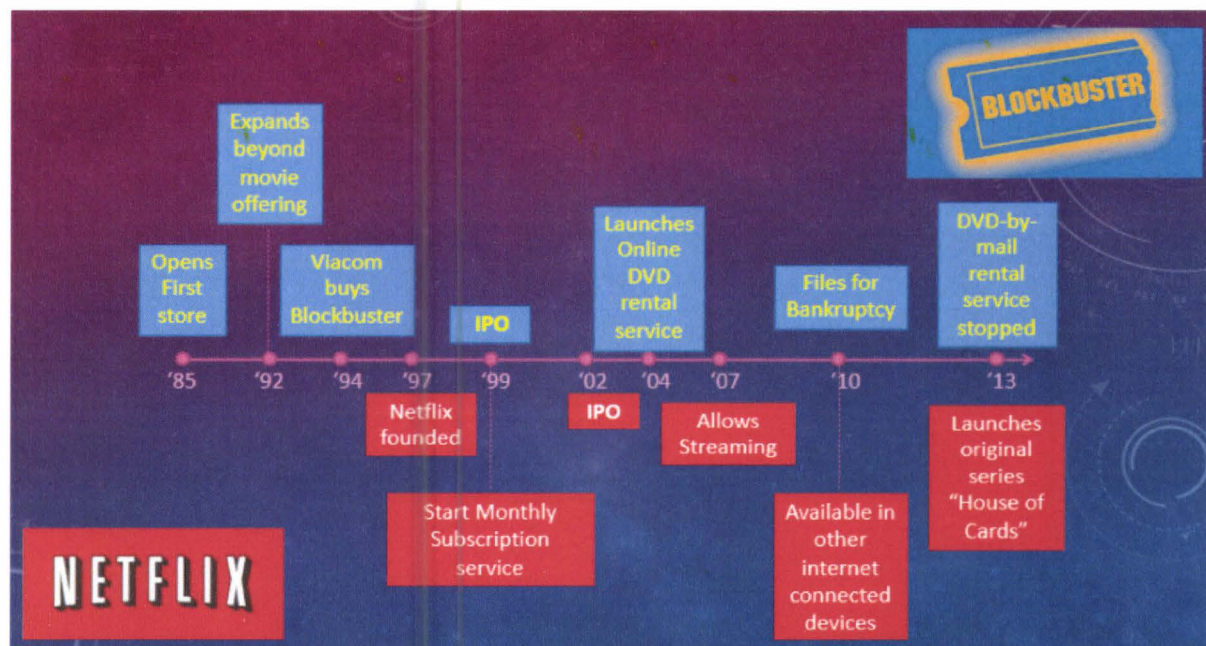 BLOCKBUSTER
Expands
beyond
movie
offering
Opens
First
store
Viacom
buys
Blockbuster
IPO
Launches
Online
DVD
rental
service
Files for
Bankruptcy
DVD-by-
mail
rental
service
stopped
'85
'92
'94
'97
'99
'02
'04
'07
'10
'13
Netflix
founded
IPO
Allows
Streaming
Launches
original
series
“House of
Cards”
Start Monthly
Subscription
service
Available in
other
internet
connected
devices
NETFLIX